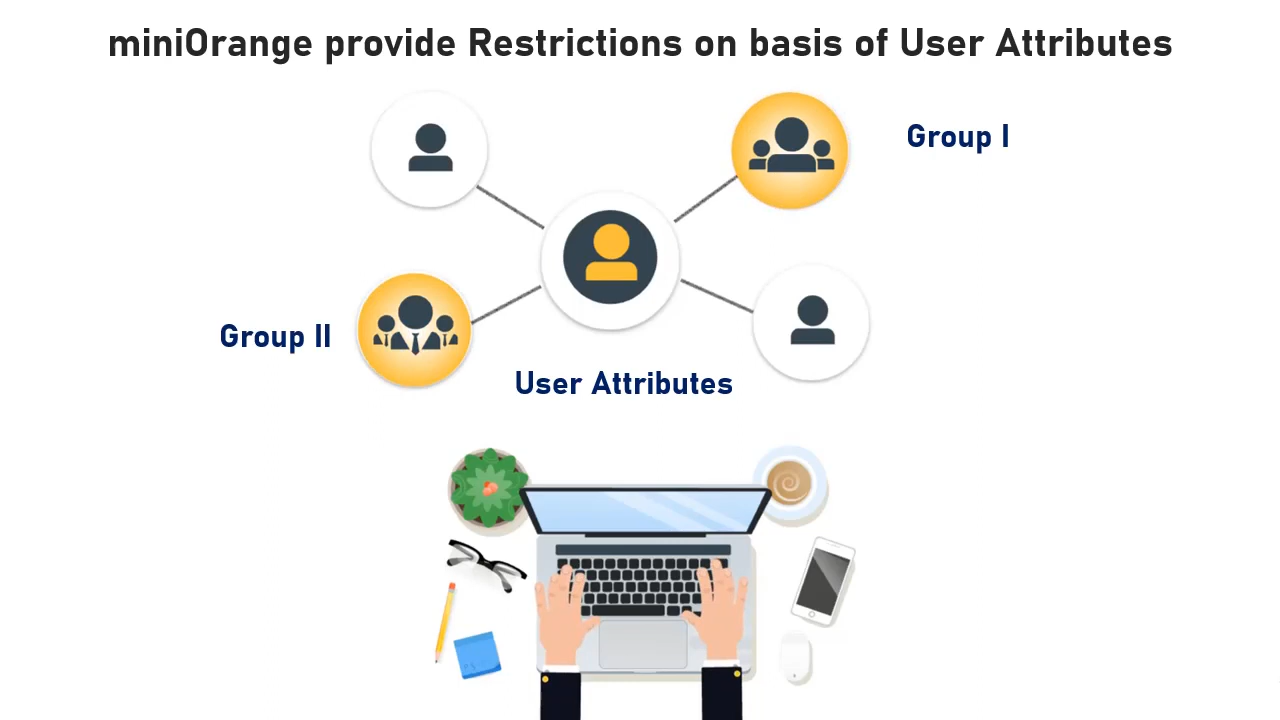 miniOrange provide Restrictions on basis of User Attributes
Group I
Group II
User Attributes